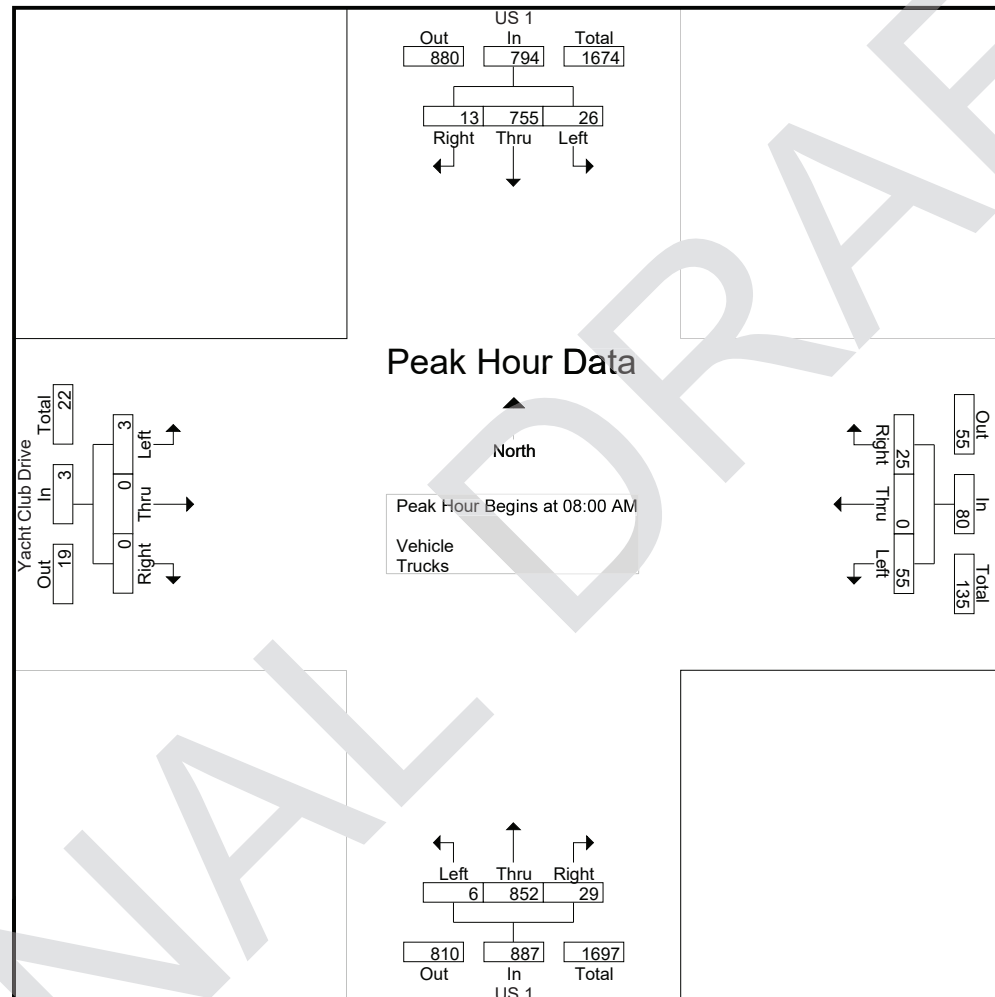 US 1
Out In Total
880 794 1674
13 755 26
Right Thru Left
Peak Hour Data
North
Peak Hour Begins at 08:00 AM
Vehicle
Trucks
Yacht Club Drive
Total In Out
22 3 19
3 0 0
Left Thru Right
Out In Total
55 80 135
25 0 55
Right Thru Left
Left Thru Right
6 852 29
810 887 1697
Out In Total
US 1
NAL DRAF